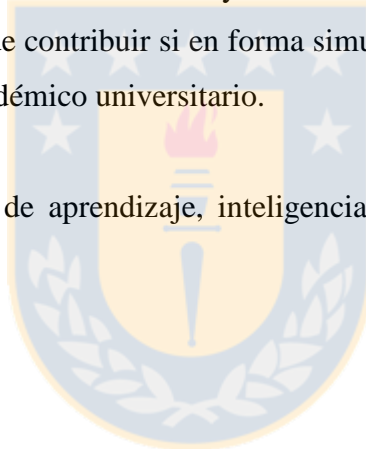 e contribuir si en forma simu
démico universitario.
de aprendizaje, inteligencia